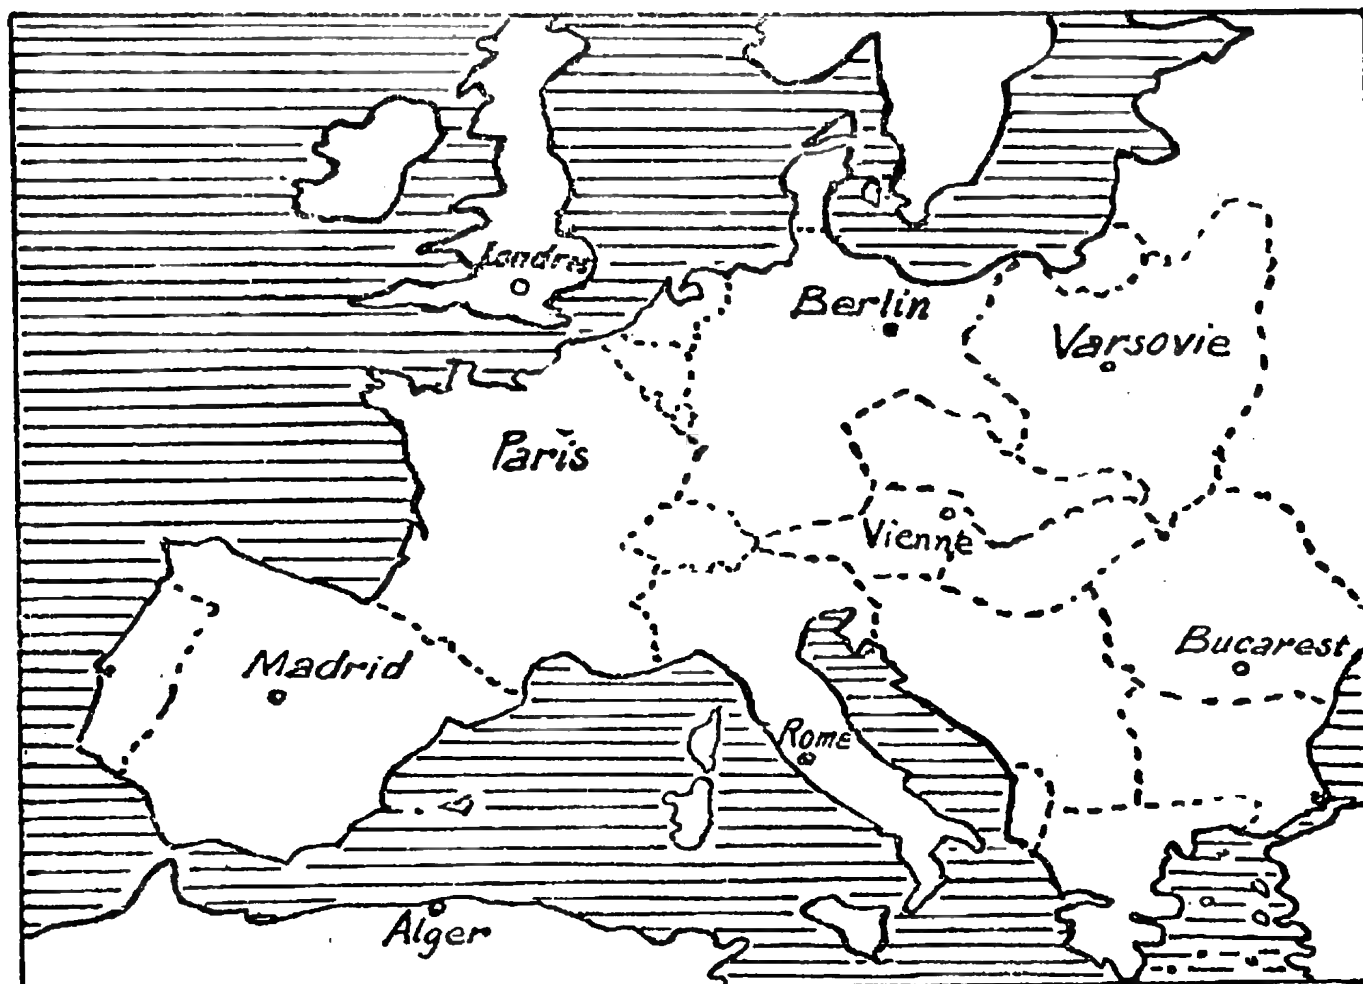 Londres
Berlin
Varsovie
Paris
Vienne
Bucarest
Madrid
Rome
Alger